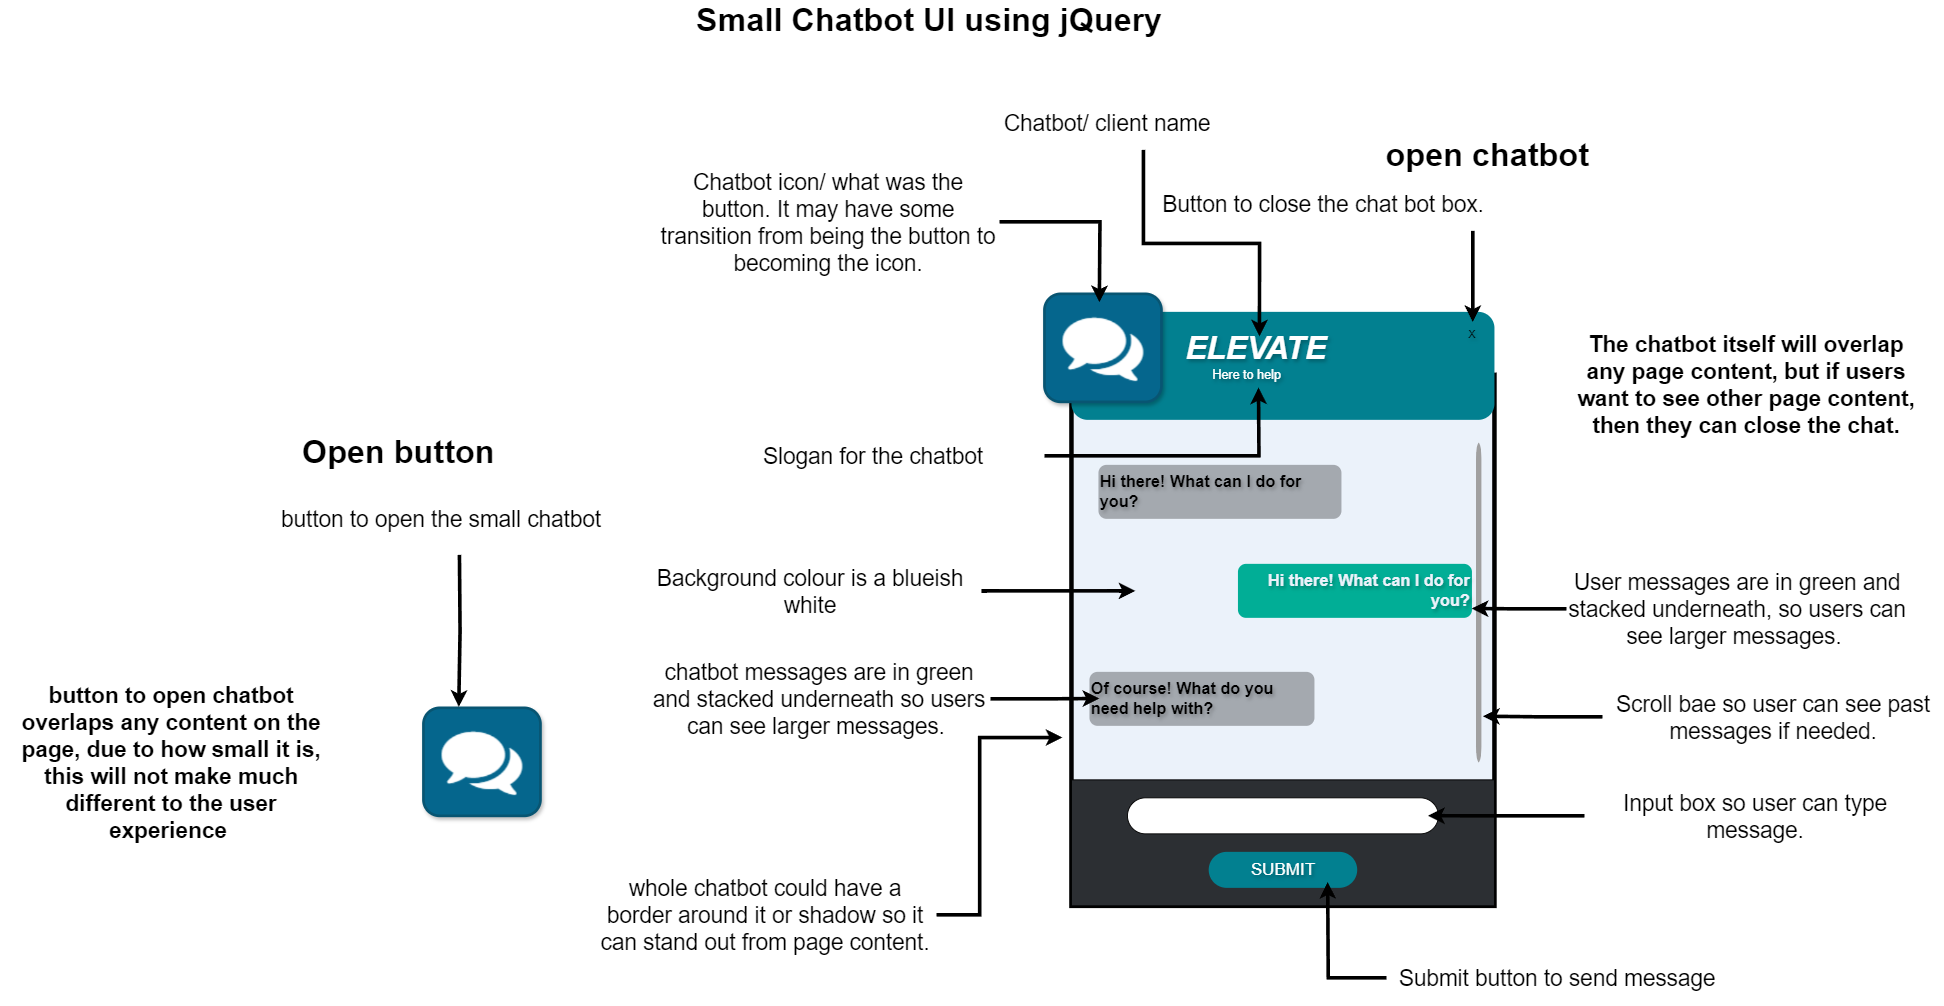 Small Chatbot UI using jQuery
Chatbot/ client name
open chatbot
Chatbot icon/ what was the
button. It may have some
transition from being the button to
becoming the icon.
Button to close the chat bot box.
x
ELEVATE
Here to help
The chatbot itself will overlap
any page content, but if users
want to see other page content,
then they can close the chat.
Open button
Slogan for the chatbot
Hi there! What can I do for
you?
button to open the small chatbot
Background colour is a blueish
white
Hi there! What can I do for
you?
User messages are in green and
stacked underneath, so users can
see larger messages.
chatbot messages are in green
and stacked underneath so users
can see larger messages.
Of course! What do you
need help with?
Scroll bae so user can see past
messages if needed.
button to open chatbot
overlaps any content on the
page, due to how small it is,
this will not make much
different to the user
experience
Input box so user can type
message.
SUBMIT
whole chatbot could have a
border around it or shadow so it
can stand out from page content.
Submit button to send message